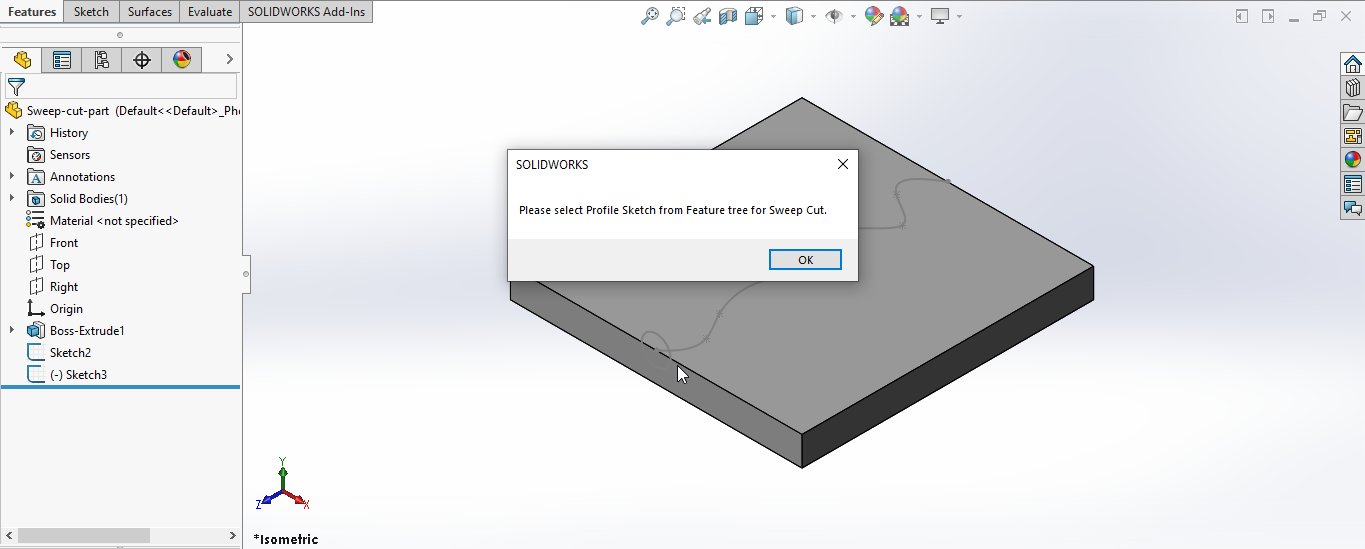 Features Sketch Surfaces Evaluate SOLIDWORKS Add-Ins
Sweep-cut-part (Default<<Default>_Pho
History
Sensors
Annotations
Solid Bodies(1)
Material <not specified>
Front
Top
Right
Origin
Boss-Extrude1
Sketch2
(-) Sketch3
SOLIDWORKS
Please select Profile Sketch from Feature tree for Sweep Cut.
OK
Y
Z X
*Isometric